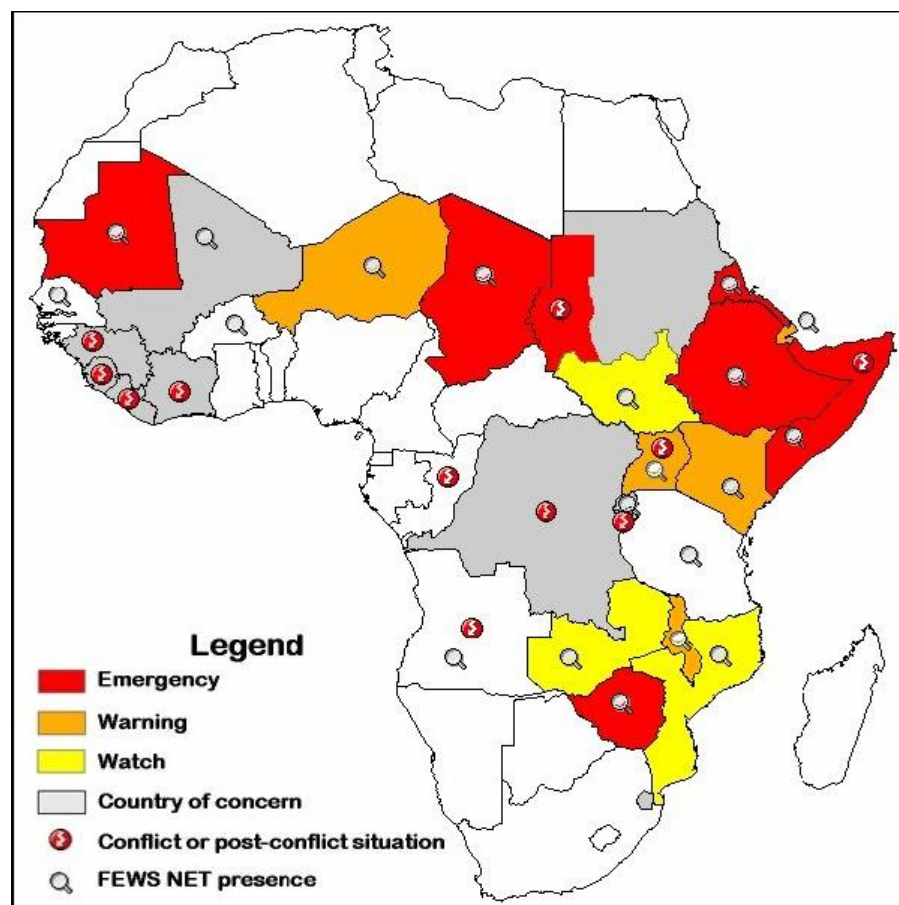 Legend
Emergency
Warning
Watch
Country of concern
Conflict or post-conflict situation
FEWS NET presence